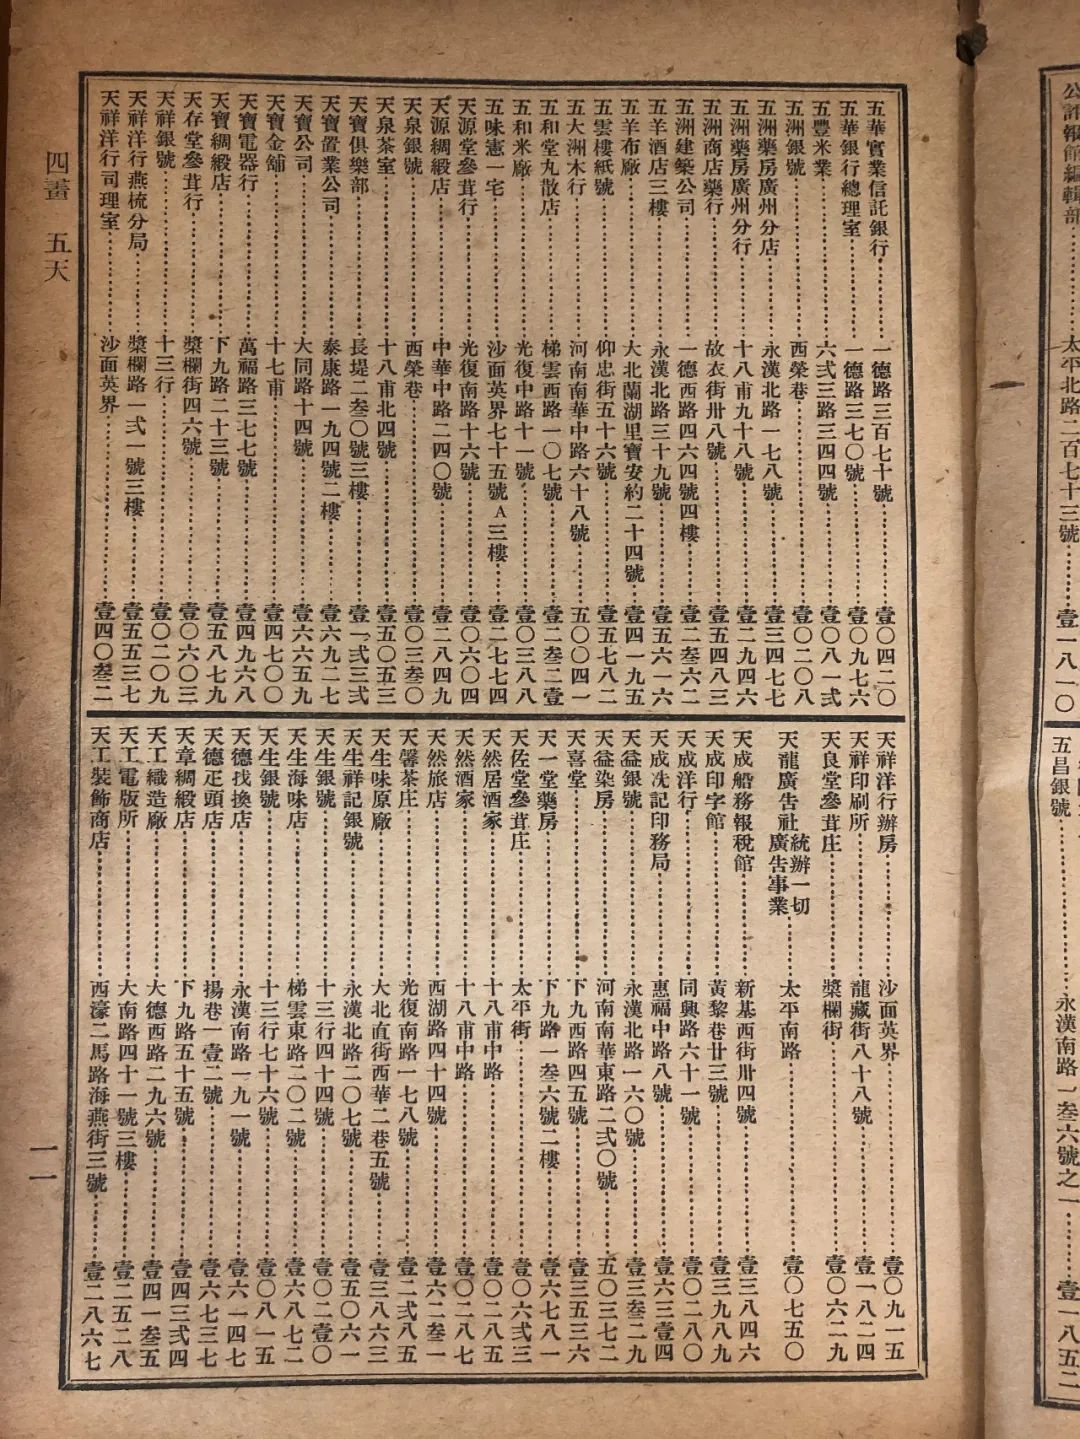 公評報館編輯部……太平北路二百七十三號……壹一八一〇
五昌銀號……永漢南路一叁六號之一……壹一八五二
五華實業信託銀行……一德路三百七十號……壹〇四二〇
五華銀行總理室……一德路三七〇號……壹〇九七六
五豐米業……六弍三路三四四號……壹〇八一弍
五洲銀號……西榮巷……壹〇二〇八
五洲藥房廣州分店……永漢北路一七八號……壹三四七七
五洲藥房廣州分行……十八甫九十八號……壹二九四六
五洲商店藥行……故衣街卅八號……壹五四八三
五洲建築公司……一德西路四六四號四樓……壹二叁六二
五羊酒店三樓……永漢北路三十九號……壹五六一六
五羊布廠……大北蘭湖里寶安約二十四號……壹四一九五
五雲樓紙號……仰忠街五十六號……壹五七八二
五大洲木行……河南南華中路六十八號……五〇〇四一
五和堂丸散店……梯雲西路一〇七號……壹二叁二壹
五和米廠……光復中路十一號……壹〇三八八
五味憲一宅……沙面英界七十五號A三樓……壹二七七四
天源堂參茸行……光復南路十六號……壹〇六〇四
天源綢緞店……中華中路二四〇號……壹二八四九
天泉銀號……西榮巷……壹〇三叁〇
天泉茶室……十八甫北四號……壹五〇五三
天寶俱樂部……長堤二叁〇號三樓……壹一弍三弍
天寶置業公司……泰康路一九四號二樓……壹六九二七
天寶公司……大同路十四號……壹六六五九
天寶金舖……十七甫……壹四七〇〇
天寶電器行……萬福路三七七號……壹四九六八
天寶綢緞店……下九路二十三號……壹五八七九
天存堂參茸行……槳欄街四六號……壹〇六〇三
天祥銀號……十三行……壹〇二〇九
天祥洋行燕梳分局……槳欄路一弍一號三樓……壹五五三七
天祥洋行司理室……沙面英界……壹四〇叁二
天祥洋行辦房……沙面英界……壹〇九一五
天祥印刷所……龍藏街八十八號……壹一八二四
天良堂參茸庄……槳欄街……壹〇六二九
天龍廣告社 統辦一切廣告事業……太平南路……壹〇七五〇
天成船務報稅館……新基西街卅四號……壹三八四六
天成印字館……黃黎巷廿三號……壹三九八九
天成洋行……同興路六十一號……壹〇二八〇
天成冼記印務局……惠福中路八號……壹六三壹四
天益銀號……永漢北路一六〇號……壹三叁二九
天益染房……河南南華東路二弍〇號……五〇三七二
天喜堂……下九西路四五號……壹三五三六
天一堂藥房……下九路一叁六號二樓……壹六七八一
天佐堂參茸庄……太平街……壹〇六弍三
天然居酒家……十八甫中路……壹〇二八五
天然酒家……十八甫中路……壹〇二八七
天然旅店……西湖路四十四號……壹六二叁一
天馨茶庄……光復南路一七八號……壹二弍八五
天生味原廠……大北直街西華二巷五號……壹三八六三
天生祥記銀號……永漢北路二〇七號……壹五〇六一
天生銀號……十三行四十四號……壹〇二壹〇
天生海味店……梯雲東路二〇二號……壹六八七二
天生銀號……十三行七十六號……壹〇八一五
天德找換店……永漢南路一九一號……壹六一四七
天德疋頭店……揚巷一壹二號……壹六七三七
天章綢緞店……下九路五十五號……壹四三弍四
天工織造廠……大德西路二九六號……壹四一叁五
天工電版所……大南路四十一號三樓……壹二五二八
天工裝飾商店……西濠二馬路海燕街三號……壹二八六七
四畫 五天
一一